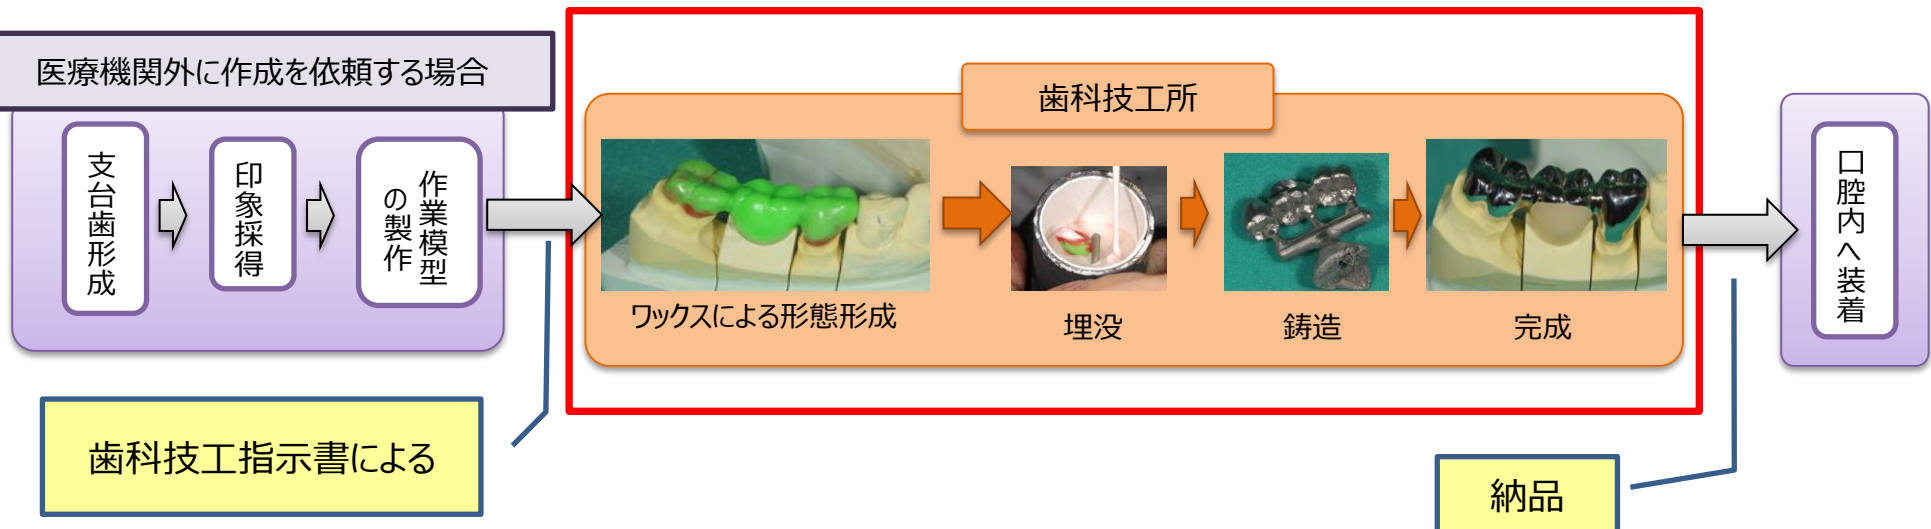 医療機関外に作成を依頼する場合
支台歯形成
印象採得
作業模型
の製作
歯科技工所
ワックスによる形態形成
埋没
鋳造
完成
口腔内へ装着
歯科技工指示書による
納品